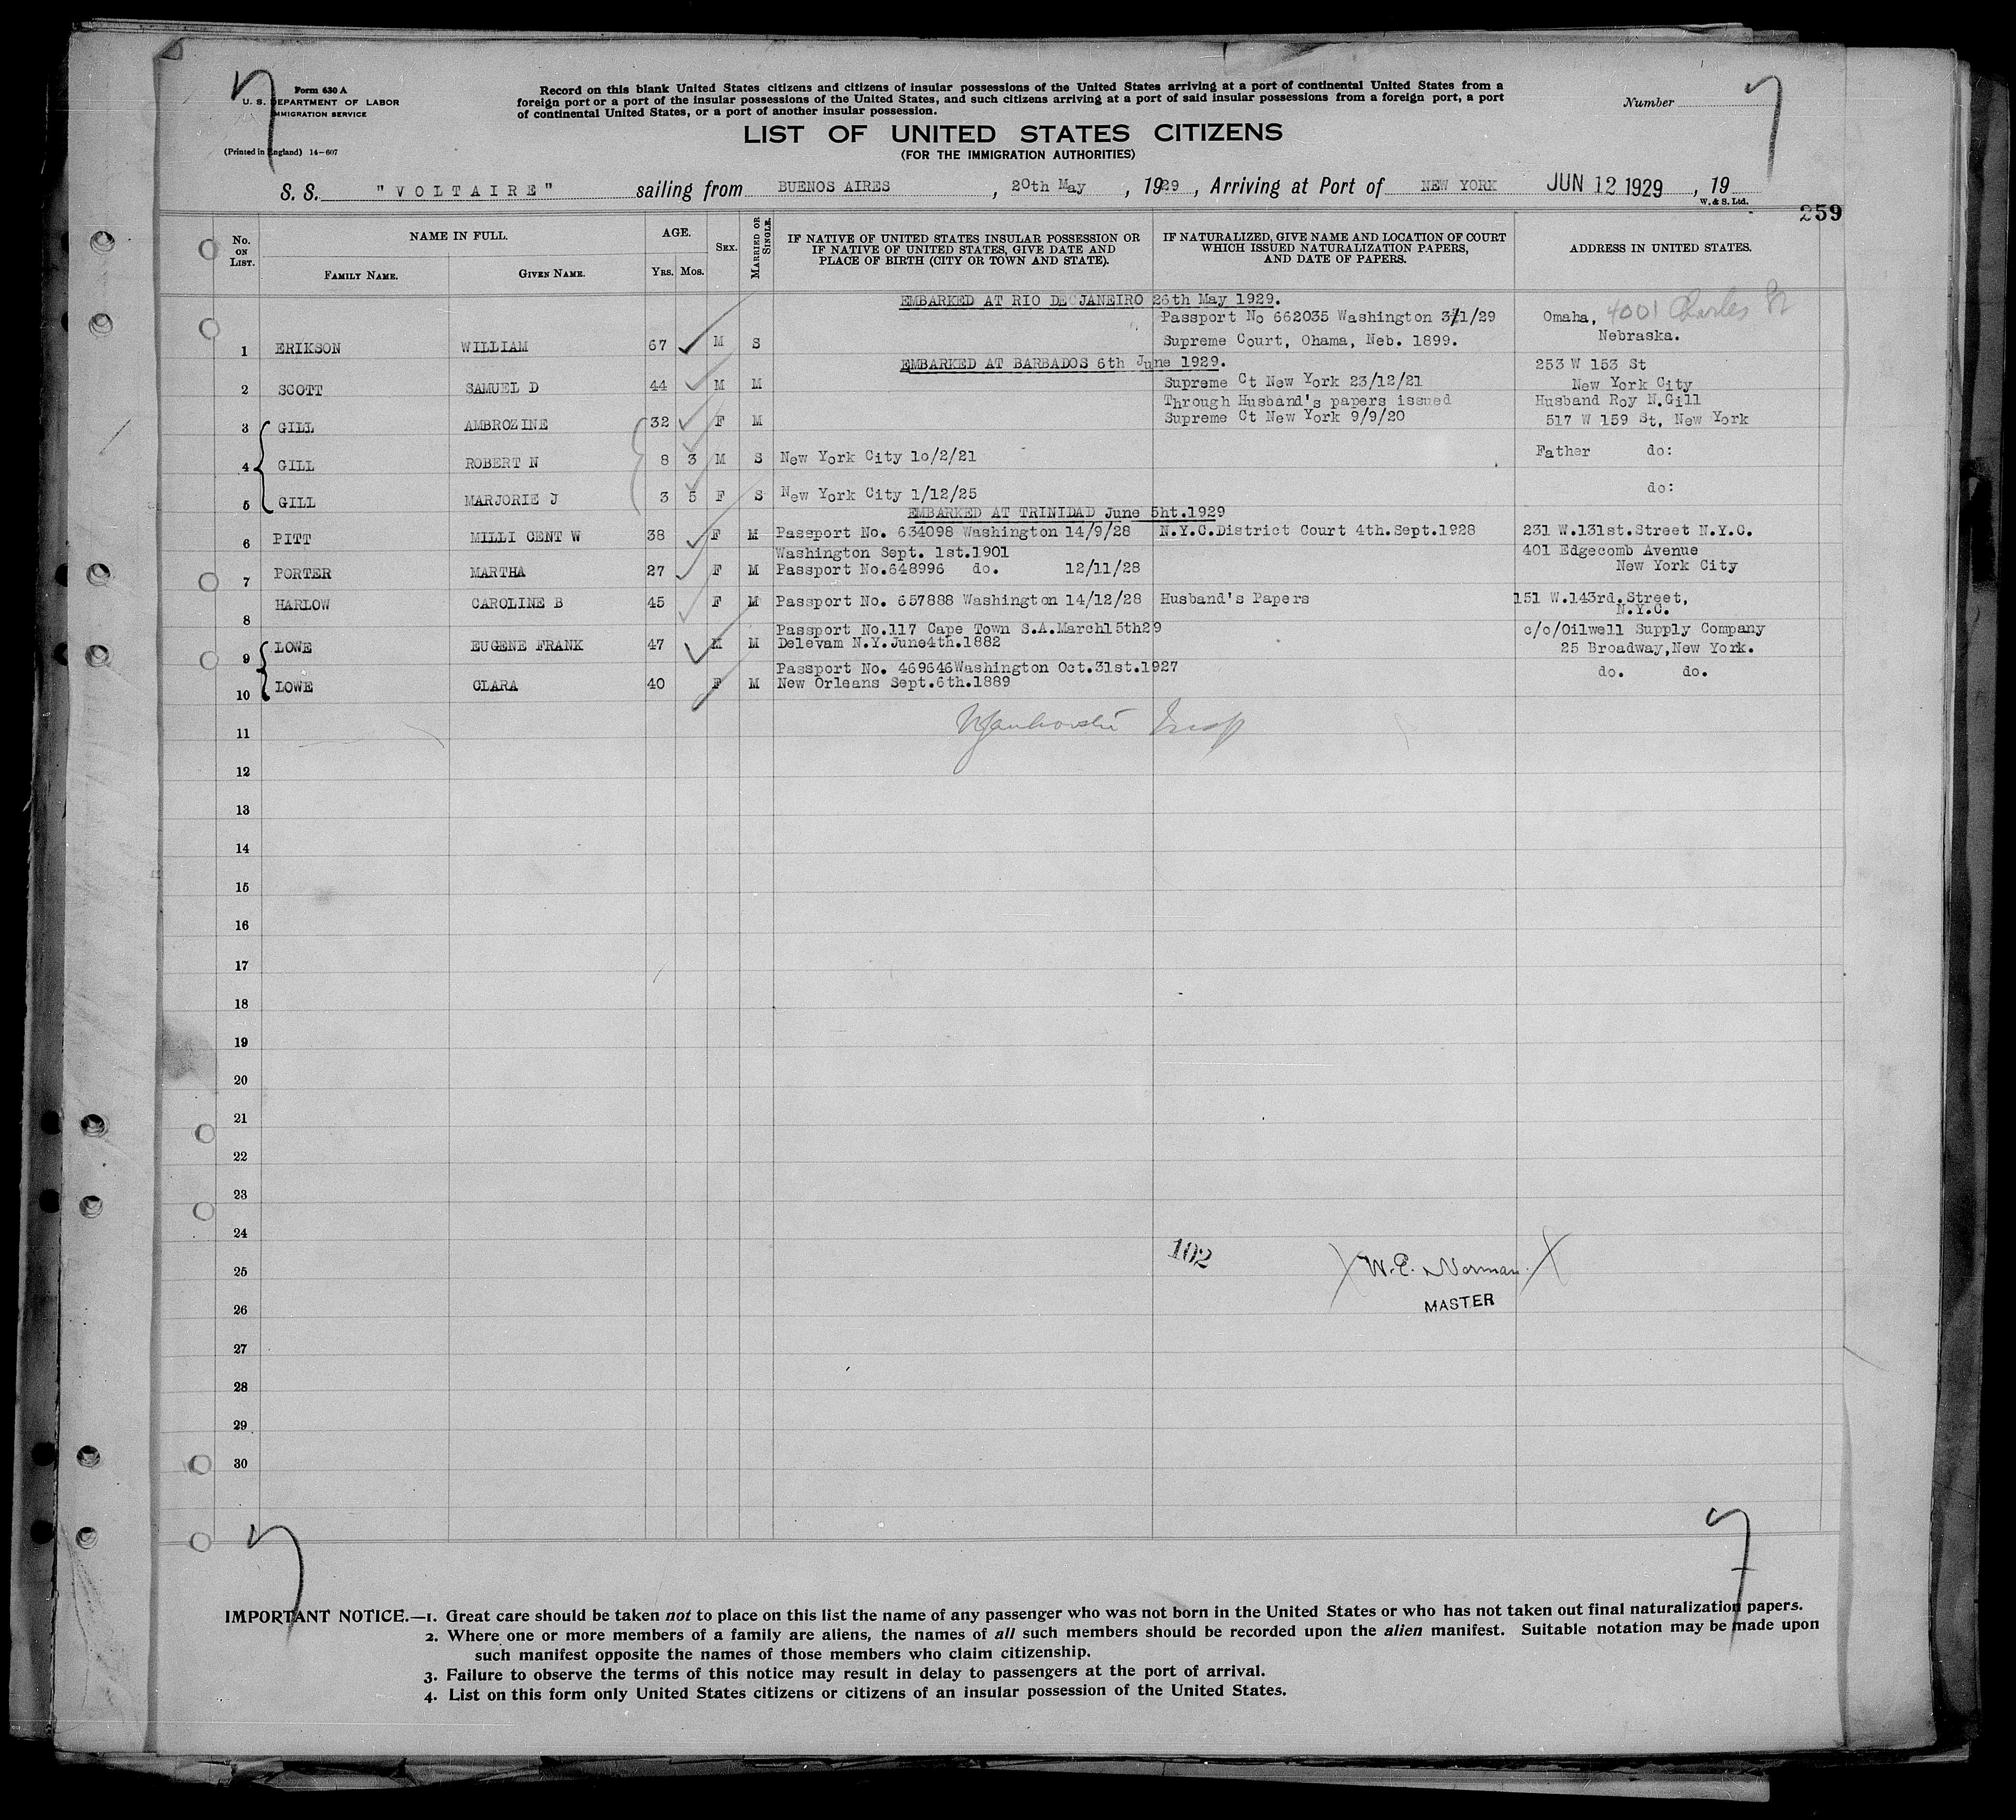 7
7
Form 630 A
U. S. DEPARTMENT OF LABOR
IMMIGRATION SERVICE
(Printed in England) 14-607
Record on this blank United States citizens and citizens of insular possessions of the United States arriving at a port of continental United States from a
foreign port or a port of the insular possessions of the United States, and such citizens arriving at a port of said insular possessions from a foreign port, a port
of continental United States, or a port of another insular possession.
Number
LIST OF UNITED STATES CITIZENS
(FOR THE IMMIGRATION AUTHORITIES)
S. S. "VOLTAIRE" sailing from BUENOS AIRES, 20th May, 1929, Arriving at Port of NEW YORK JUN 12 1929, 19
W. & S. Ltd.
259
No. ON LIST. NAME IN FULL. FAMILY NAME. GIVEN NAME. AGE. YRS. MOS. SEX. MARRIED OR SINGLE. IF NATIVE OF UNITED STATES INSULAR POSSESSION OR IF NATIVE OF UNITED STATES, GIVE DATE AND PLACE OF BIRTH (CITY OR TOWN AND STATE). IF NATURALIZED, GIVE NAME AND LOCATION OF COURT WHICH ISSUED NATURALIZATION PAPERS, AND DATE OF PAPERS. ADDRESS IN UNITED STATES.
EMBARKED AT RIO DE JANEIRO 26th May 1929.
Passport No 662035 Washington 3/1/29 Omaha, 4001 Charles St
1 ERIKSON WILLIAM 67 M S Supreme Court, Ohama, Neb. 1899. Nebraska.
EMBARKED AT BARBADOS 6th June 1929.
253 W 153 St
2 SCOTT SAMUEL D 44 M M Supreme Ct New York 23/12/21 New York City
Through Husband's papers issued Husband Roy N.Gill
3 GILL AMBROZINE 32 F M Supreme Ct New York 9/9/20 517 W 159 St, New York
4 GILL ROBERT N 8 3 M S New York City 10/2/21 Father do:
5 GILL MARJORIE J 3 5 F S New York City 1/12/25 do:
EMBARKED AT TRINIDAD June 5ht.1929
6 PITT MILLI CENT W 38 F M Passport No. 634098 Washington 14/9/28 N.Y.C.District Court 4th.Sept.1928 231 W.131st.Street N.Y.C.
Washington Sept. 1st.1901 401 Edgecomb Avenue
7 PORTER MARTHA 27 F M Passport No.648996 do. 12/11/28 New York City
8 HARLOW CAROLINE B 45 F M Passport No. 657888 Washington 14/12/28 Husband's Papers 151 W.143rd.Street,
N.Y.C.
Passport No.117 Cape Town S.A.March15th29 c/o/Oilwell Supply Company
9 LOWE EUGENE FRANK 47 M M Delevam N.Y.June4th.1882 25 Broadway,New York.
Passport No. 469646Washington Oct.31st.1927 do. do.
10 LOWE CLARA 40 F M New Orleans Sept.6th.1889
11
12
13
14
15
16
17
18
19
20
21
22
23
24
102
25 W. E. Norman
26 MASTER
27
28
29
30
7
7
IMPORTANT NOTICE.—1. Great care should be taken not to place on this list the name of any passenger who was not born in the United States or who has not taken out final naturalization papers.
2. Where one or more members of a family are aliens, the names of all such members should be recorded upon the alien manifest. Suitable notation may be made upon
such manifest opposite the names of those members who claim citizenship.
3. Failure to observe the terms of this notice may result in delay to passengers at the port of arrival.
4. List on this form only United States citizens or citizens of an insular possession of the United States.